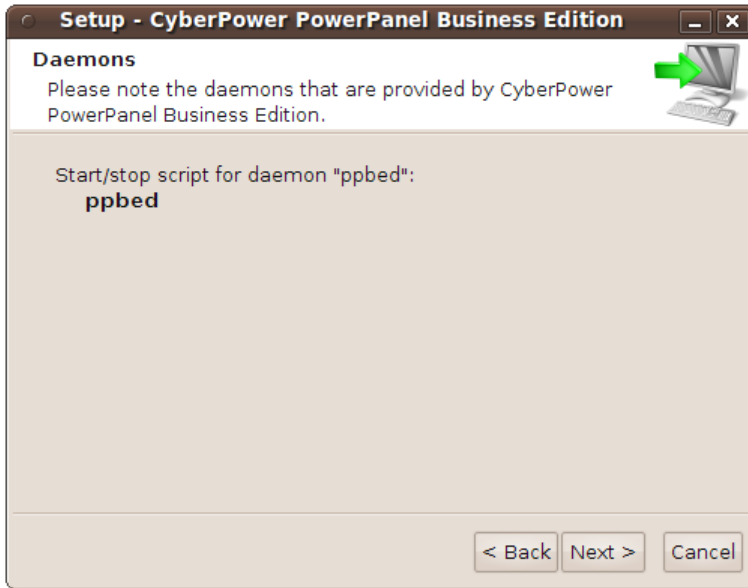 Setup - CyberPower PowerPanel Business Edition
Daemons
Please note the daemons that are provided by CyberPower
PowerPanel Business Edition.
Start/stop script for daemon "ppbed":
ppbed
< Back Next > Cancel